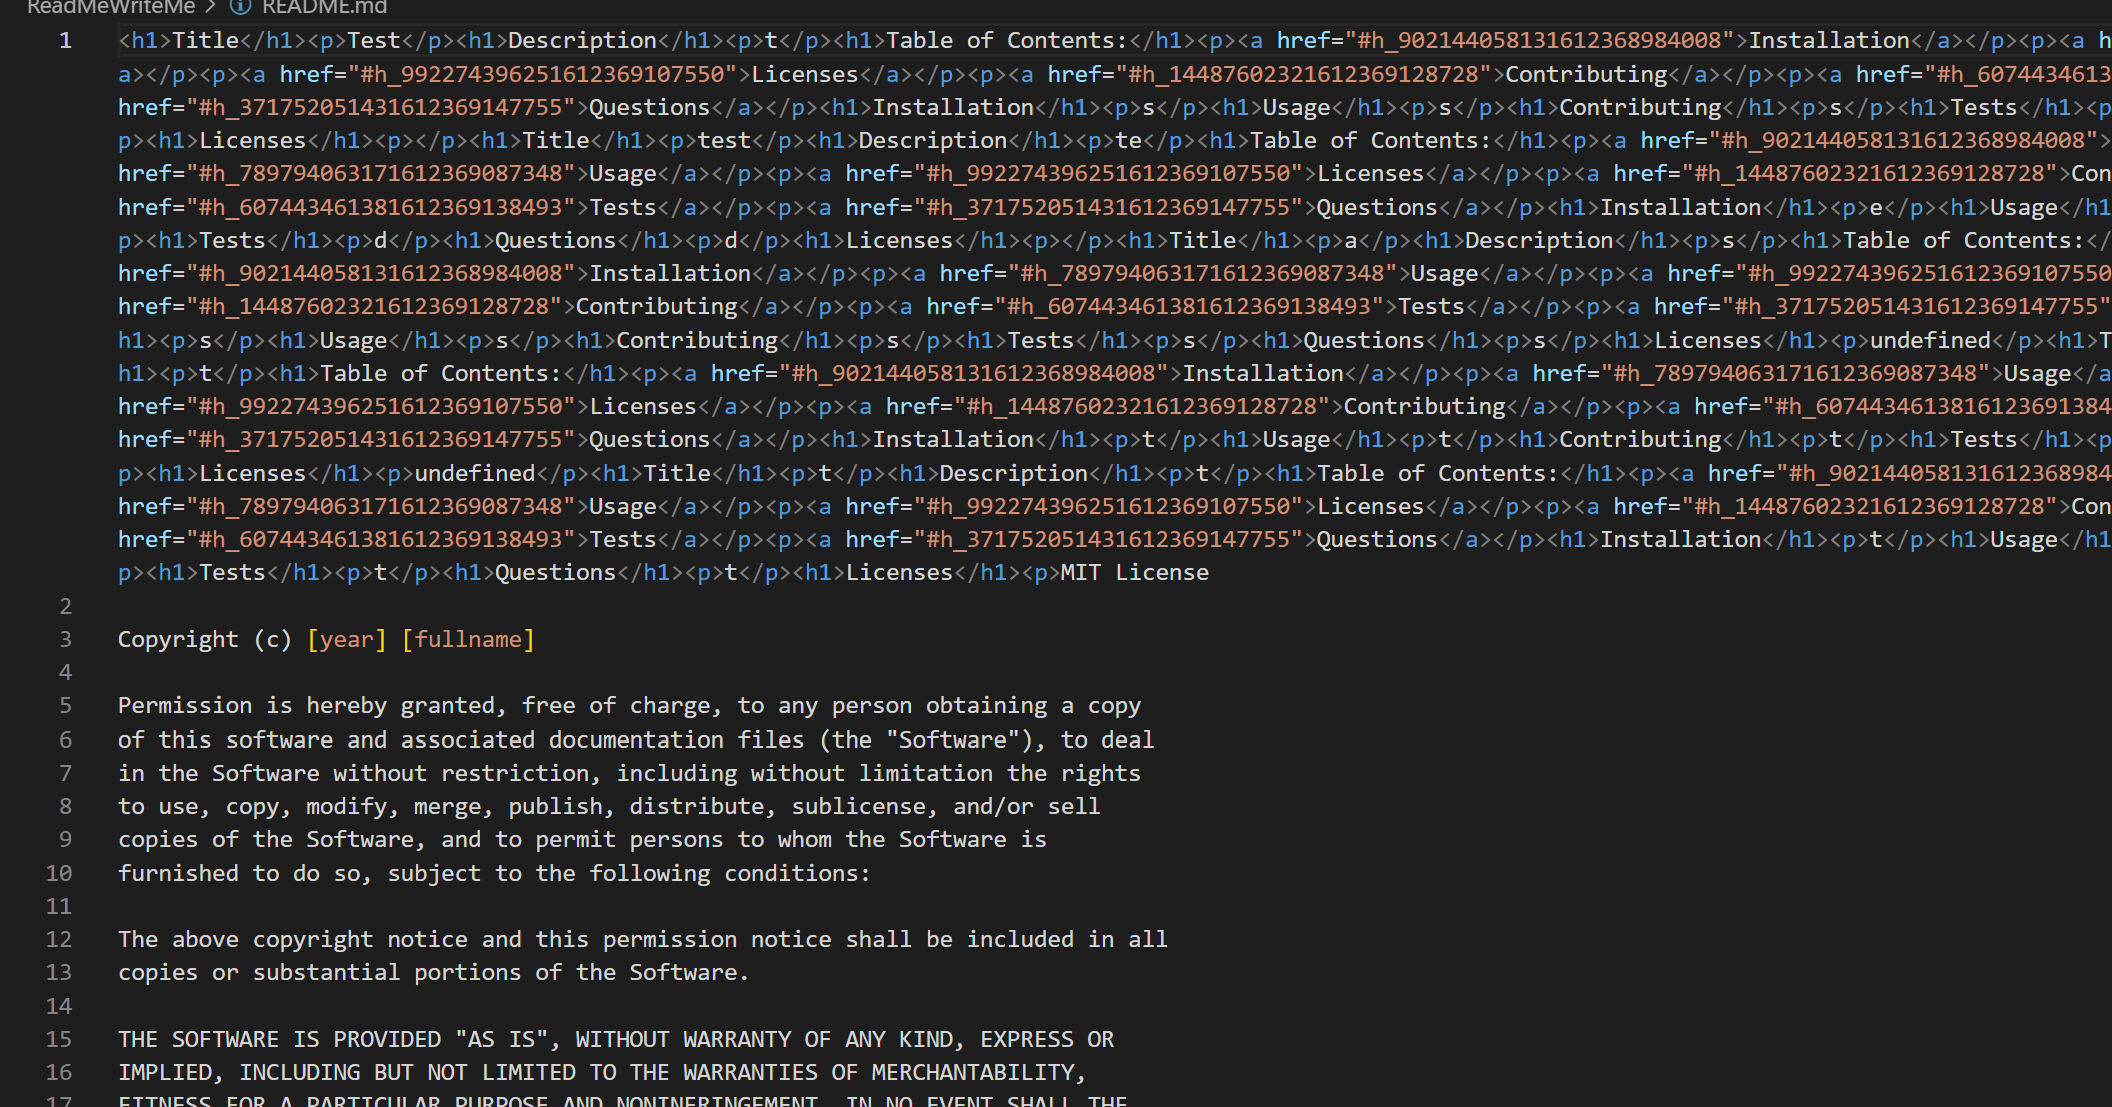 ReadMeWriteMe > README.md
1 <h1>Title</h1><p>Test</p><h1>Description</h1><p>t</p><h1>Table of Contents:</h1><p><a href="#h_902144058131612368984008">Installation</a></p><p><a h
a></p><p><a href="#h_992274396251612369107550">Licenses</a></p><p><a href="#h_14487602321612369128728">Contributing</a></p><p><a href="#h_6074434613
href="#h_371752051431612369147755">Questions</a></p><h1>Installation</h1><p>s</p><h1>Usage</h1><p>s</p><h1>Contributing</h1><p>s</p><h1>Tests</h1><p
p><h1>Licenses</h1><p></p><h1>Title</h1><p>test</p><h1>Description</h1><p>te</p><h1>Table of Contents:</h1><p><a href="#h_902144058131612368984008">
href="#h_789794063171612369087348">Usage</a></p><p><a href="#h_992274396251612369107550">Licenses</a></p><p><a href="#h_14487602321612369128728">Con
href="#h_607443461381612369138493">Tests</a></p><p><a href="#h_371752051431612369147755">Questions</a></p><h1>Installation</h1><p>e</p><h1>Usage</h1
p><h1>Tests</h1><p>d</p><h1>Questions</h1><p>d</p><h1>Licenses</h1><p></p><h1>Title</h1><p>a</p><h1>Description</h1><p>s</p><h1>Table of Contents:</
href="#h_902144058131612368984008">Installation</a></p><p><a href="#h_789794063171612369087348">Usage</a></p><p><a href="#h_992274396251612369107550
href="#h_14487602321612369128728">Contributing</a></p><p><a href="#h_607443461381612369138493">Tests</a></p><p><a href="#h_371752051431612369147755"
h1><p>s</p><h1>Usage</h1><p>s</p><h1>Contributing</h1><p>s</p><h1>Tests</h1><p>s</p><h1>Questions</h1><p>s</p><h1>Licenses</h1><p>undefined</p><h1>T
h1><p>t</p><h1>Table of Contents:</h1><p><a href="#h_902144058131612368984008">Installation</a></p><p><a href="#h_789794063171612369087348">Usage</a
href="#h_992274396251612369107550">Licenses</a></p><p><a href="#h_14487602321612369128728">Contributing</a></p><p><a href="#h_6074434613816123691384
href="#h_371752051431612369147755">Questions</a></p><h1>Installation</h1><p>t</p><h1>Usage</h1><p>t</p><h1>Contributing</h1><p>t</p><h1>Tests</h1><p
p><h1>Licenses</h1><p>undefined</p><h1>Title</h1><p>t</p><h1>Description</h1><p>t</p><h1>Table of Contents:</h1><p><a href="#h_902144058131612368984
href="#h_789794063171612369087348">Usage</a></p><p><a href="#h_992274396251612369107550">Licenses</a></p><p><a href="#h_14487602321612369128728">Con
href="#h_607443461381612369138493">Tests</a></p><p><a href="#h_371752051431612369147755">Questions</a></p><h1>Installation</h1><p>t</p><h1>Usage</h1
p><h1>Tests</h1><p>t</p><h1>Questions</h1><p>t</p><h1>Licenses</h1><p>MIT License
2
3 Copyright (c) [year] [fullname]
4
5 Permission is hereby granted, free of charge, to any person obtaining a copy
6 of this software and associated documentation files (the "Software"), to deal
7 in the Software without restriction, including without limitation the rights
8 to use, copy, modify, merge, publish, distribute, sublicense, and/or sell
9 copies of the Software, and to permit persons to whom the Software is
10 furnished to do so, subject to the following conditions:
11
12 The above copyright notice and this permission notice shall be included in all
13 copies or substantial portions of the Software.
14
15 THE SOFTWARE IS PROVIDED "AS IS", WITHOUT WARRANTY OF ANY KIND, EXPRESS OR
16 IMPLIED, INCLUDING BUT NOT LIMITED TO THE WARRANTIES OF MERCHANTABILITY,
17 FITNESS FOR A PARTICULAR PURPOSE AND NONINFRINGEMENT. IN NO EVENT SHALL THE